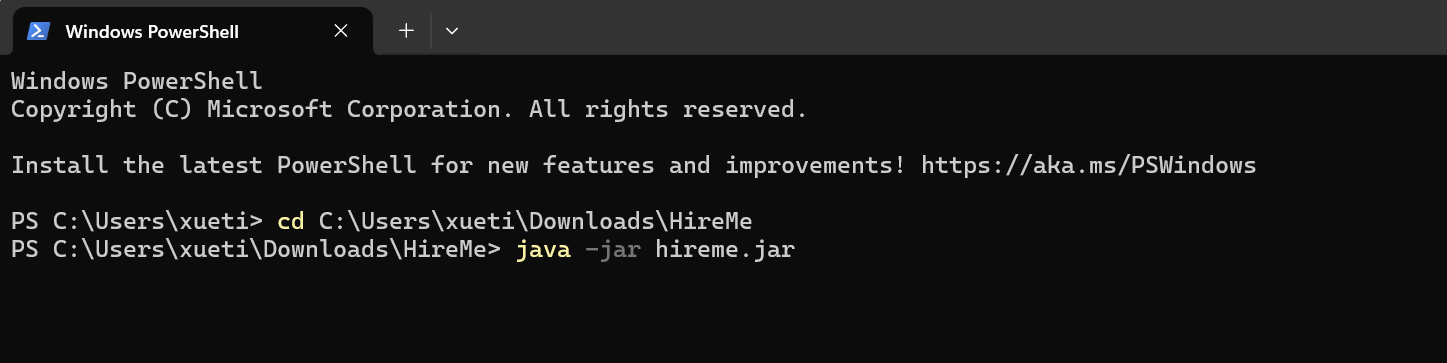 Windows PowerShell
Windows PowerShell
Copyright (C) Microsoft Corporation. All rights reserved.
Install the latest PowerShell for new features and improvements! https://aka.ms/PSWindows
PS C:\Users\xueti> cd C:\Users\xueti\Downloads\HireMe
PS C:\Users\xueti\Downloads\HireMe> java -jar hireme.jar